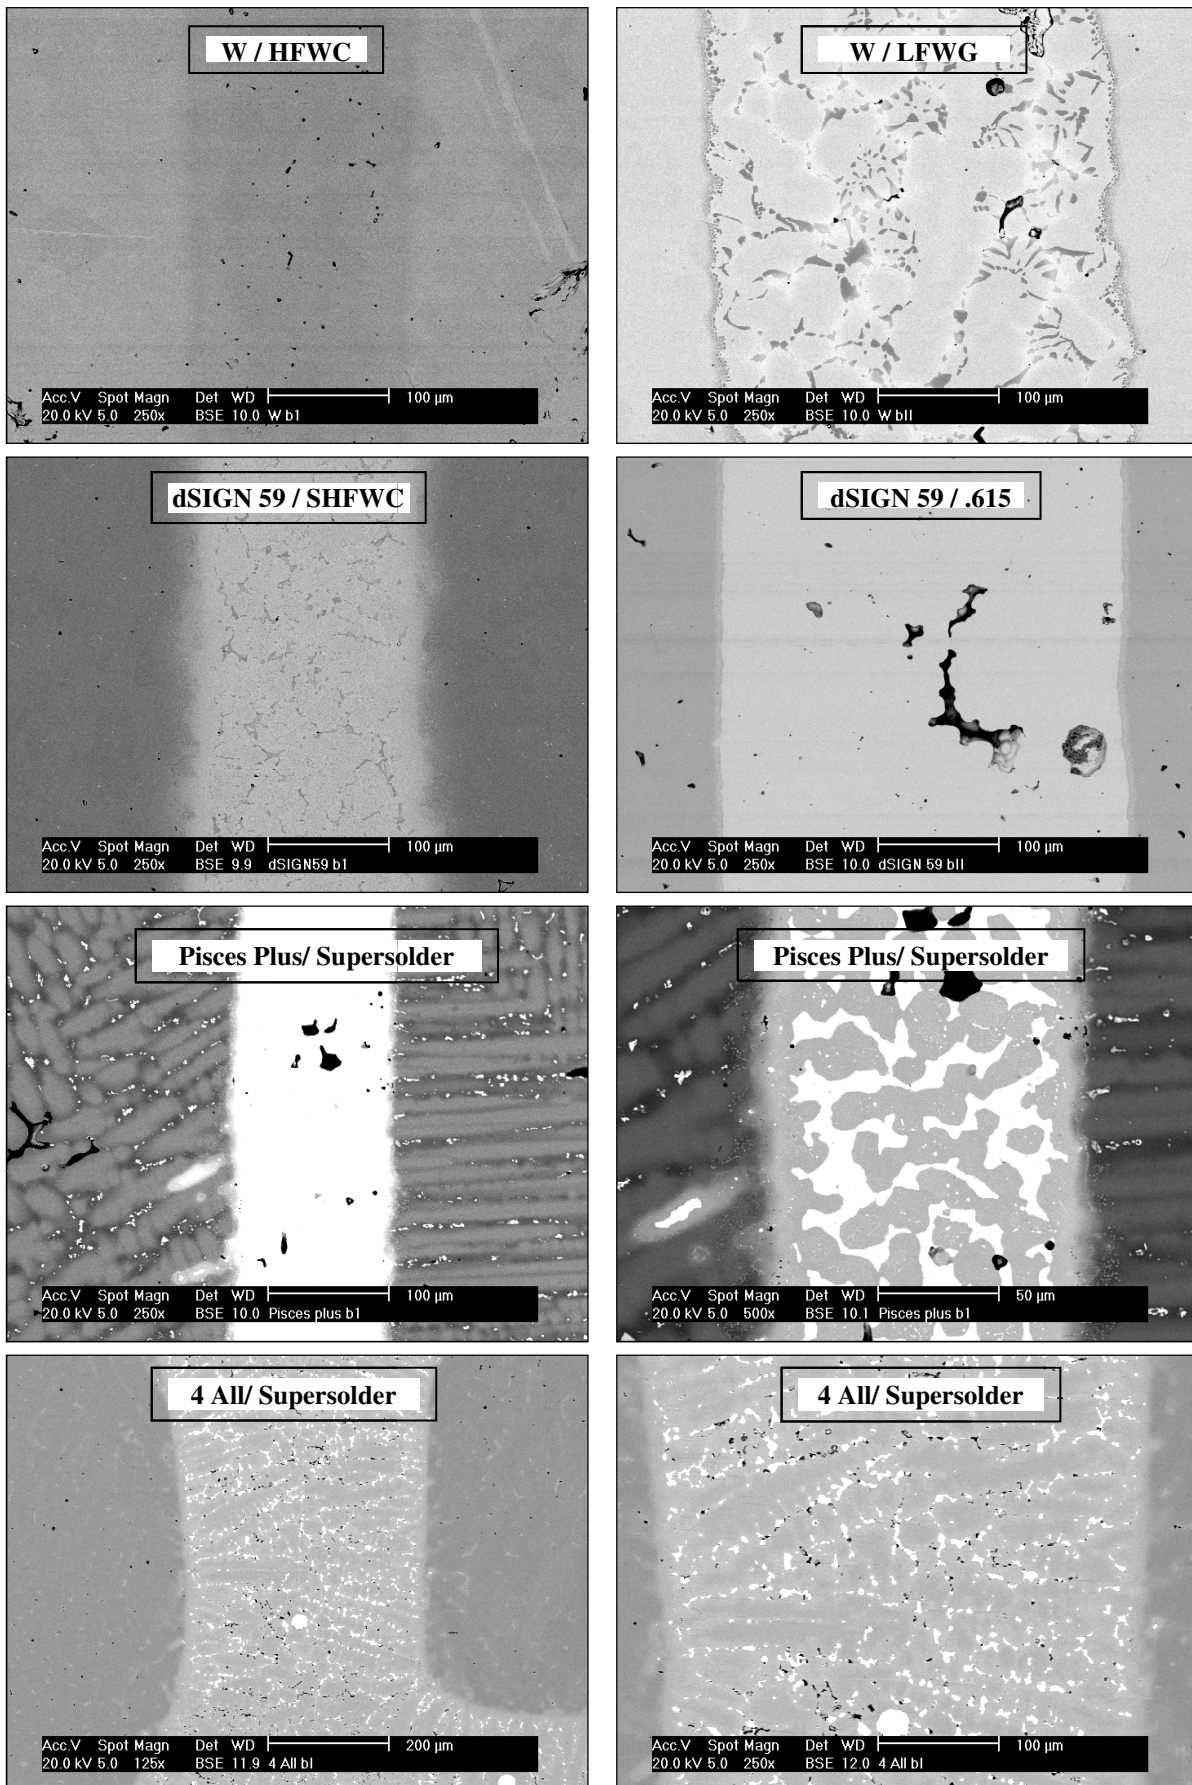 W / HFWC
Acc.V Spot Magn Det WD 100 µm
20.0 kV 5.0 250x BSE 10.0 W b1
W / LFWG
Acc.V Spot Magn Det WD 100 µm
20.0 kV 5.0 250x BSE 10.0 W bII
dSIGN 59 / SHFWC
Acc.V Spot Magn Det WD 100 µm
20.0 kV 5.0 250x BSE 9.9 dSIGN59 b1
dSIGN 59 / .615
Acc.V Spot Magn Det WD 100 µm
20.0 kV 5.0 250x BSE 10.0 dSIGN 59 bII
Pisces Plus/ Supersolder
Acc.V Spot Magn Det WD 100 µm
20.0 kV 5.0 250x BSE 10.0 Pisces plus b1
Pisces Plus/ Supersolder
Acc.V Spot Magn Det WD 50 µm
20.0 kV 5.0 500x BSE 10.1 Pisces plus b1
4 All/ Supersolder
Acc.V Spot Magn Det WD 200 µm
20.0 kV 5.0 125x BSE 11.9 4 All bI
4 All/ Supersolder
Acc.V Spot Magn Det WD 100 µm
20.0 kV 5.0 250x BSE 12.0 4 All bI